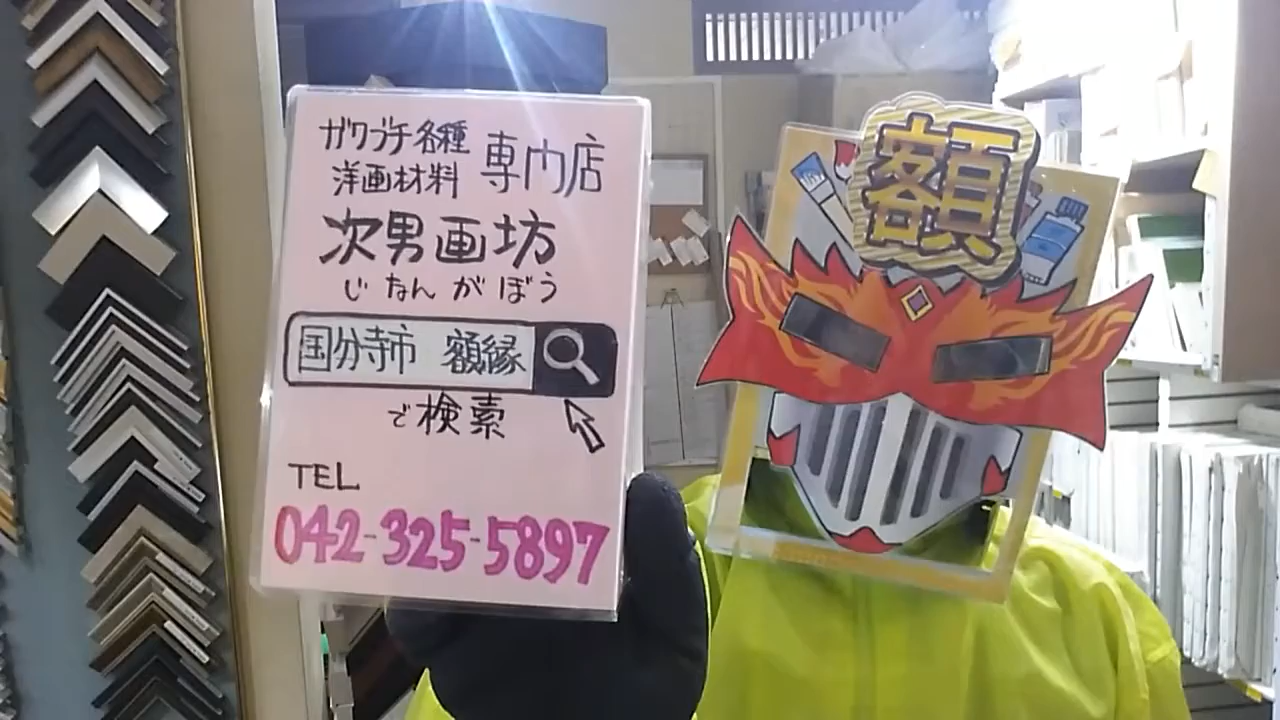 ガクブチ各種
洋画材料
専門店
次男画坊
じなんがぼう
国分寺市 額縁
で検索
TEL
042-325-5897
額